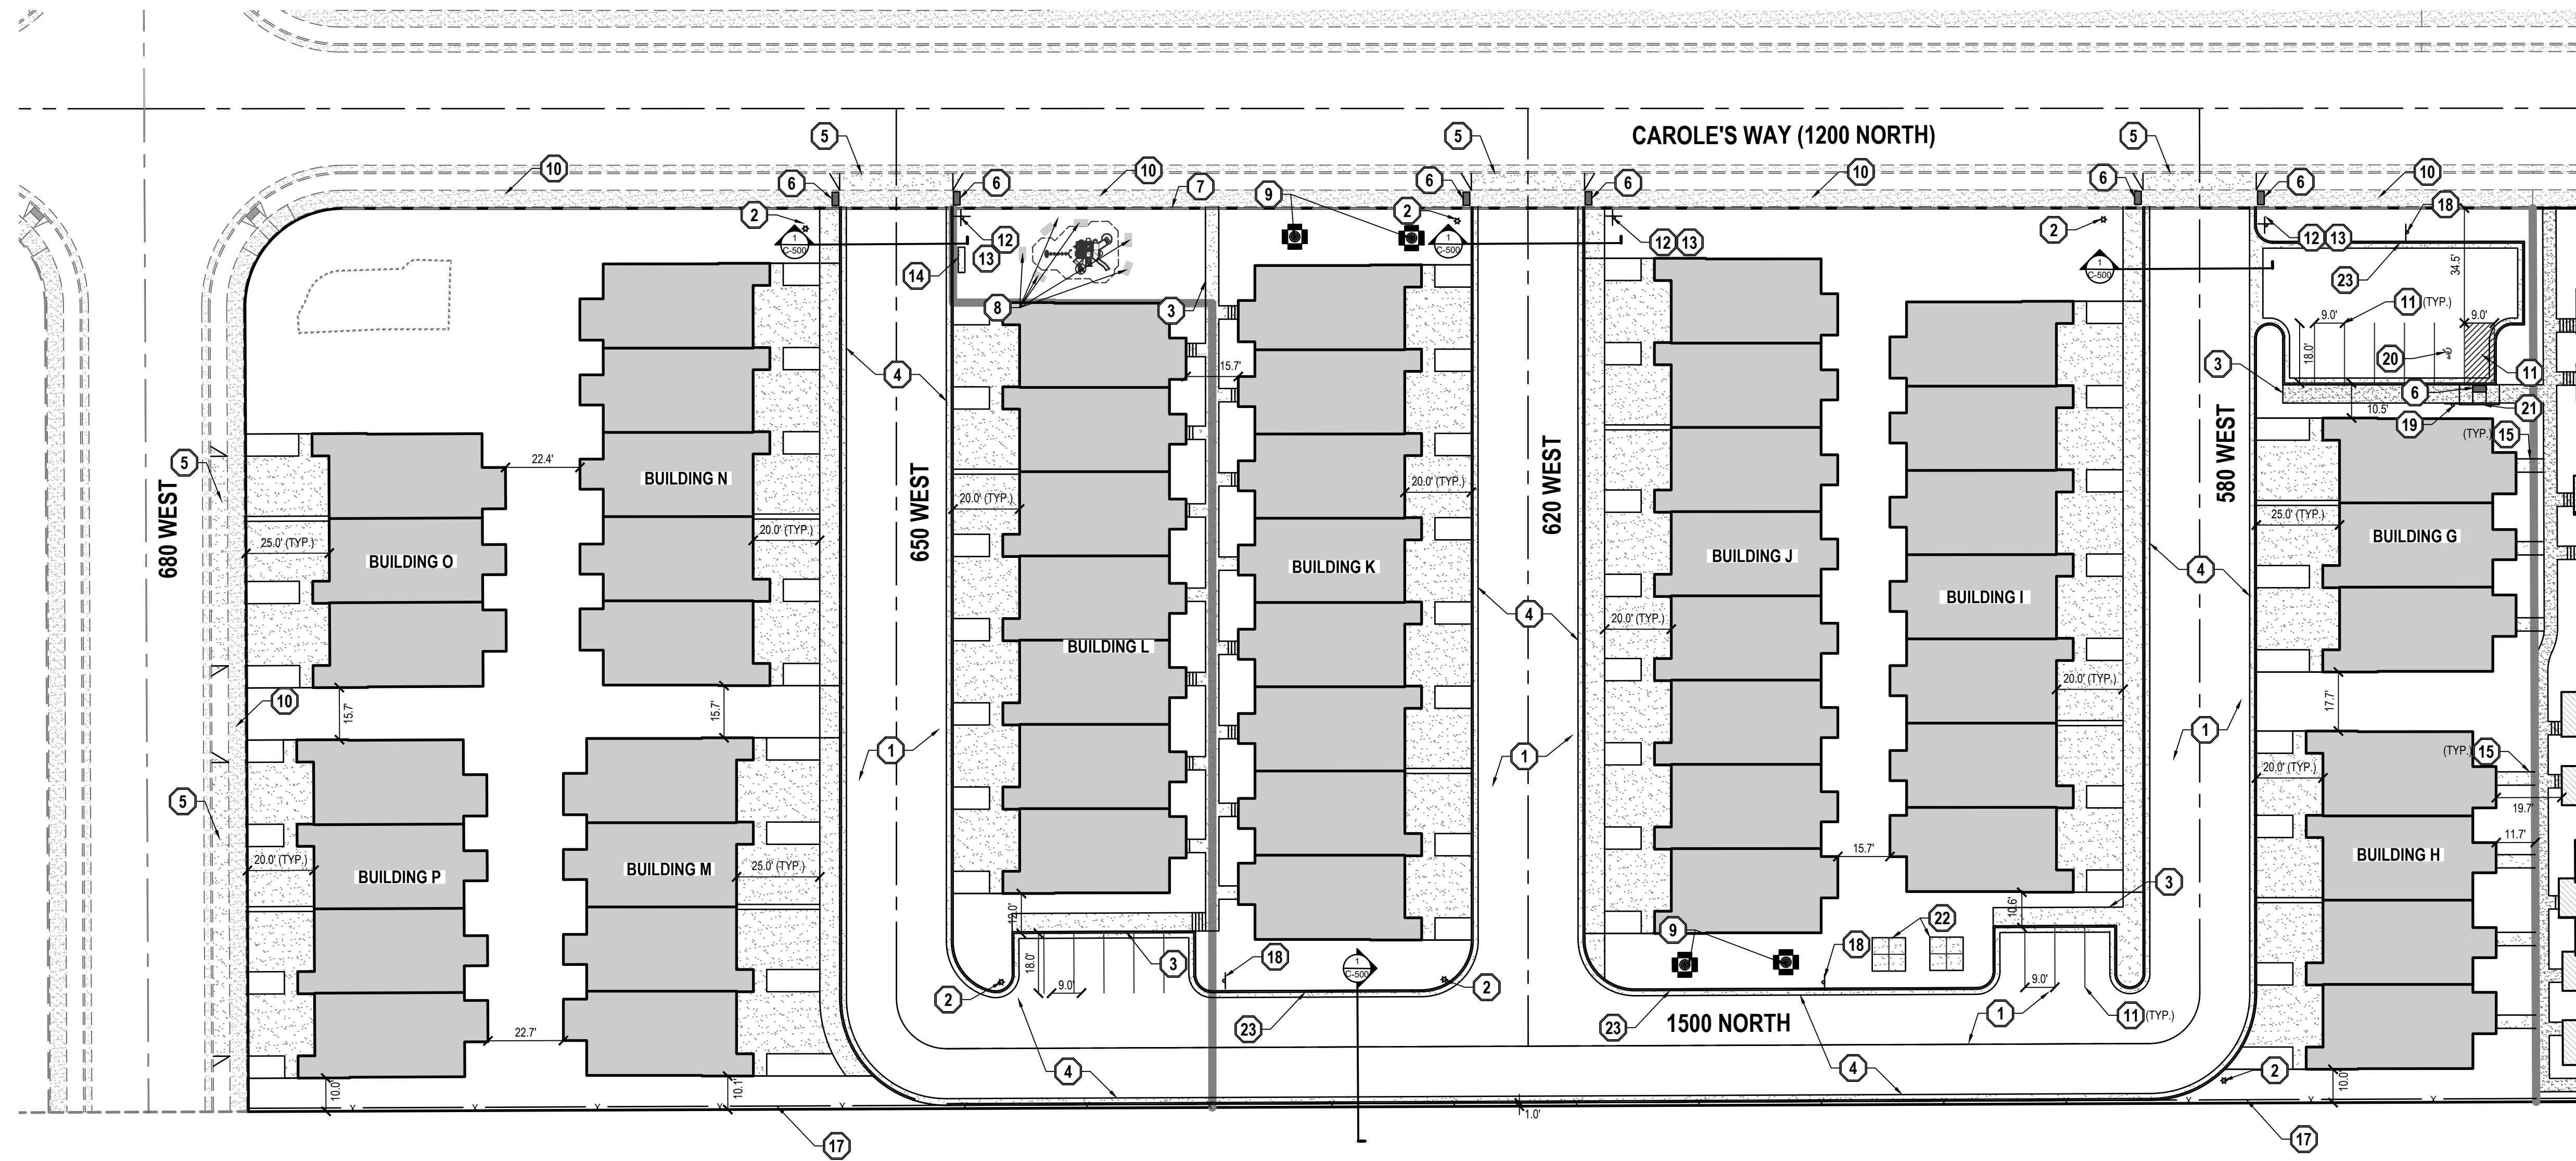 CAROLE'S WAY (1200 NORTH)
5
5
5
10
6
6
7
10
9
6
6
10
6
6
10
2
1
C-500
12
13
14
8
3
2
1
C-500
12
13
2
1
C-500
12
13
18
23
34.5'
11
(TYP.)
9.0'
9.0'
18.0'
20
11
3
6
10.5'
19
21
(TYP.)
15
4
15.7'
5
680 WEST
22.4'
BUILDING N
650 WEST
20.0' (TYP.)
20.0' (TYP.)
620 WEST
580 WEST
25.0' (TYP.)
BUILDING G
25.0' (TYP.)
BUILDING O
20.0' (TYP.)
BUILDING K
BUILDING J
BUILDING I
4
4
20.0' (TYP.)
BUILDING L
20.0' (TYP.)
10
15.7'
15.7'
17.7'
1
1
1
(TYP.)
15
20.0' (TYP.)
5
19.7'
11.7'
20.0' (TYP.)
BUILDING P
BUILDING M
25.0' (TYP.)
15.7'
BUILDING H
3
12.0'
10.6'
9
22
18.0'
9.0'
3
18
1
C-500
18
2
2
9.0'
23
23
1500 NORTH
1
11
(TYP.)
22.7'
4
4
2
10.0'
10.1'
10.0'
1.0'
17
17